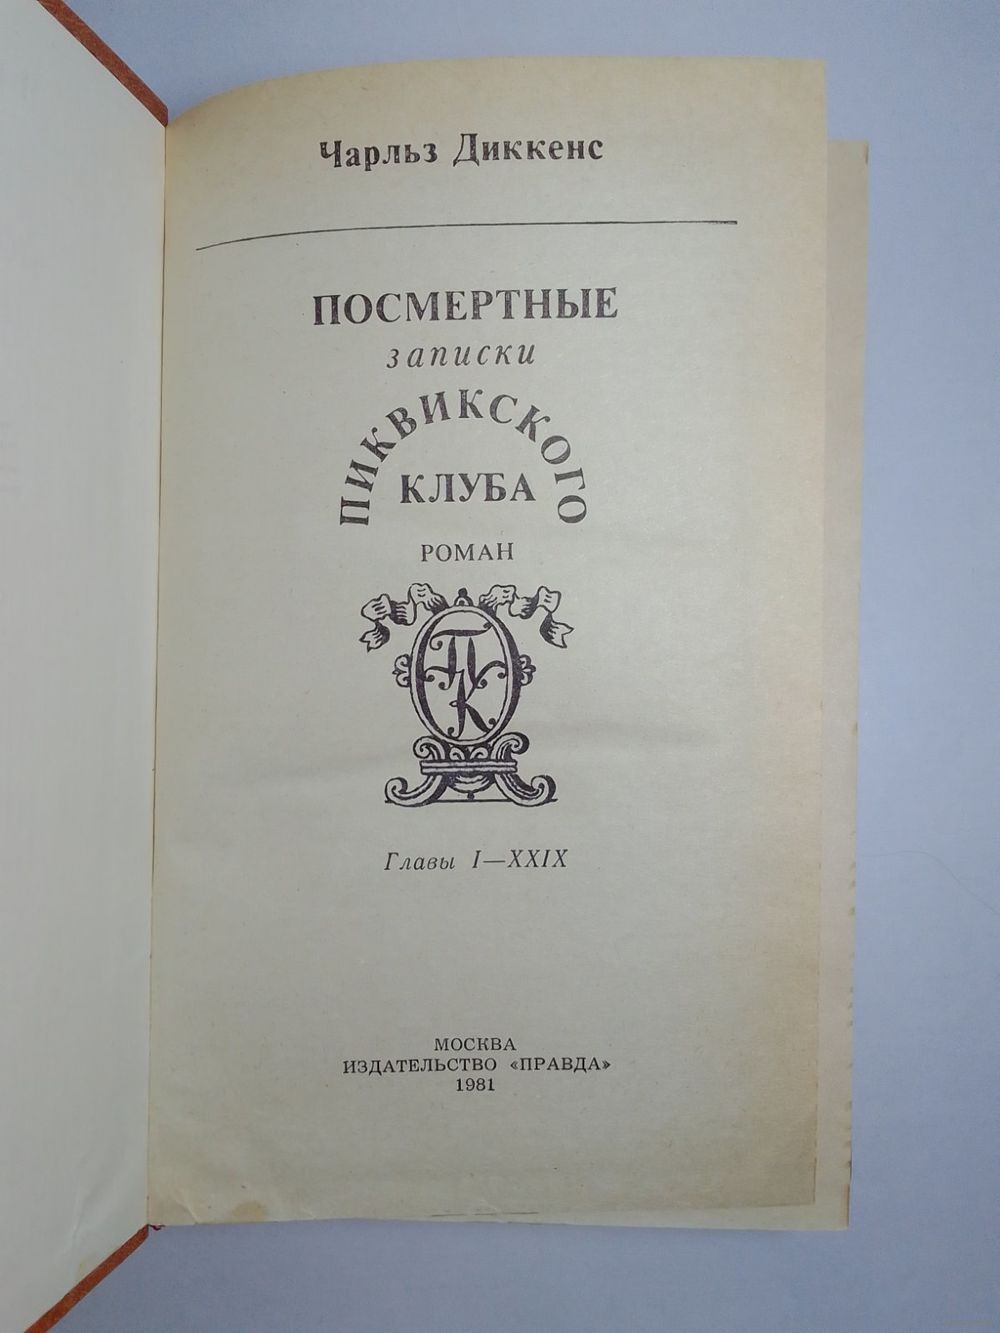 Чарльз Диккенс
ПОСМЕРТНЫЕ
записки
ПИКВИКСКОГО
КЛУБА
РОМАН
ПК
Главы I—XXIX
МОСКВА
ИЗДАТЕЛЬСТВО «ПРАВДА»
1981